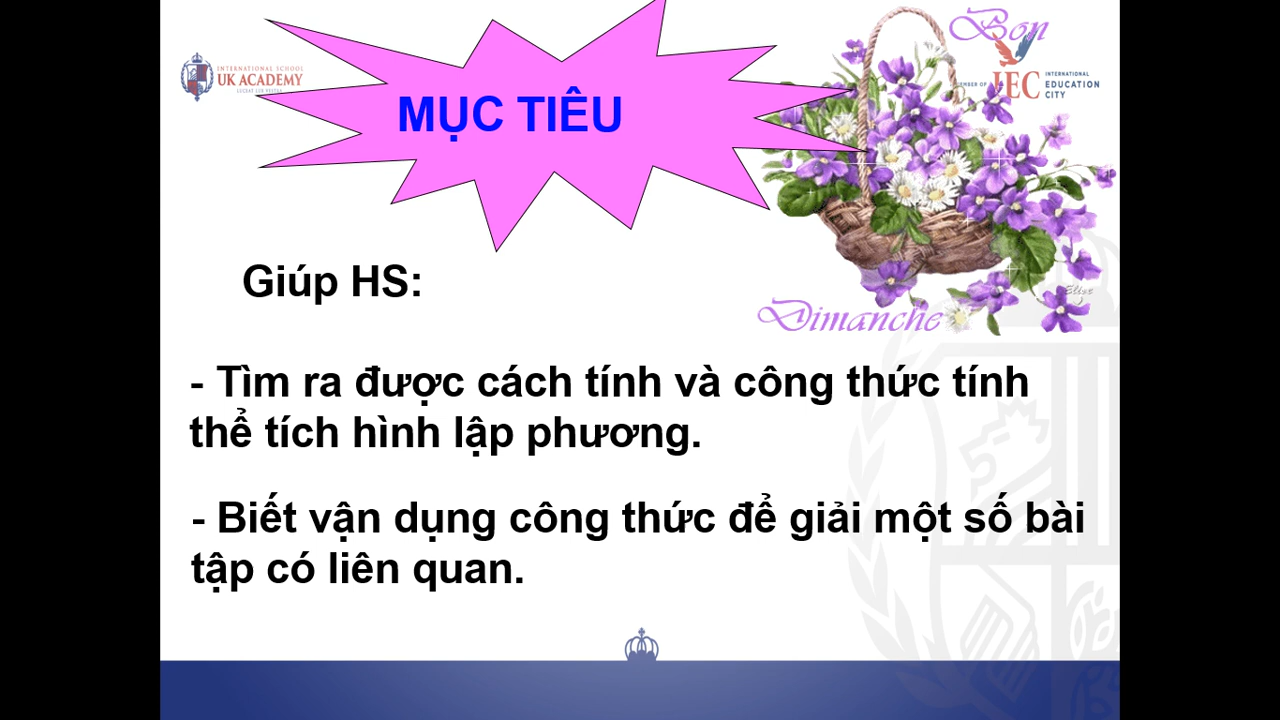 Bon
INTERNATIONAL SCHOOL
UK ACADEMY
IEC INTERNATIONAL
EDUCATION
CITY
MỤC TIÊU
Giúp HS:
Dimanche
- Tìm ra được cách tính và công thức tính
thể tích hình lập phương.
- Biết vận dụng công thức để giải một số bài
tập có liên quan.